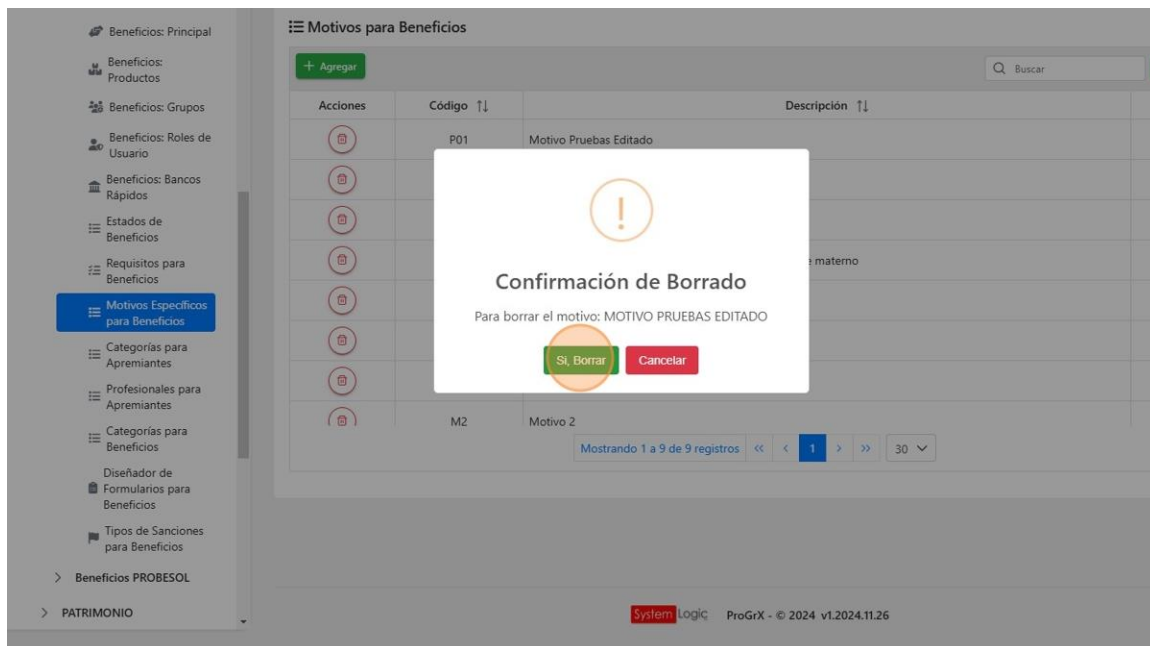 Beneficios: Principal
Beneficios:
Productos
Beneficios: Grupos
Beneficios: Roles de
Usuario
Beneficios: Bancos
Rápidos
Estados de
Beneficios
Requisitos para
Beneficios
Motivos Específicos
para Beneficios
Categorías para
Apremiantes
Profesionales para
Apremiantes
Categorías para
Beneficios
Diseñador de
Formularios para
Beneficios
Tipos de Sanciones
para Beneficios
> Beneficios PROBESOL
> PATRIMONIO
Motivos para Beneficios
+ Agregar
Buscar
Acciones Código ↑↓ Descripción ↑↓
P01 Motivo Pruebas Editado
materno
M2 Motivo 2
Confirmación de Borrado
Para borrar el motivo: MOTIVO PRUEBAS EDITADO
Si, Borrar Cancelar
Mostrando 1 a 9 de 9 registros << < 1 > >> 30
System Logic ProGrX - © 2024 v1.2024.11.26